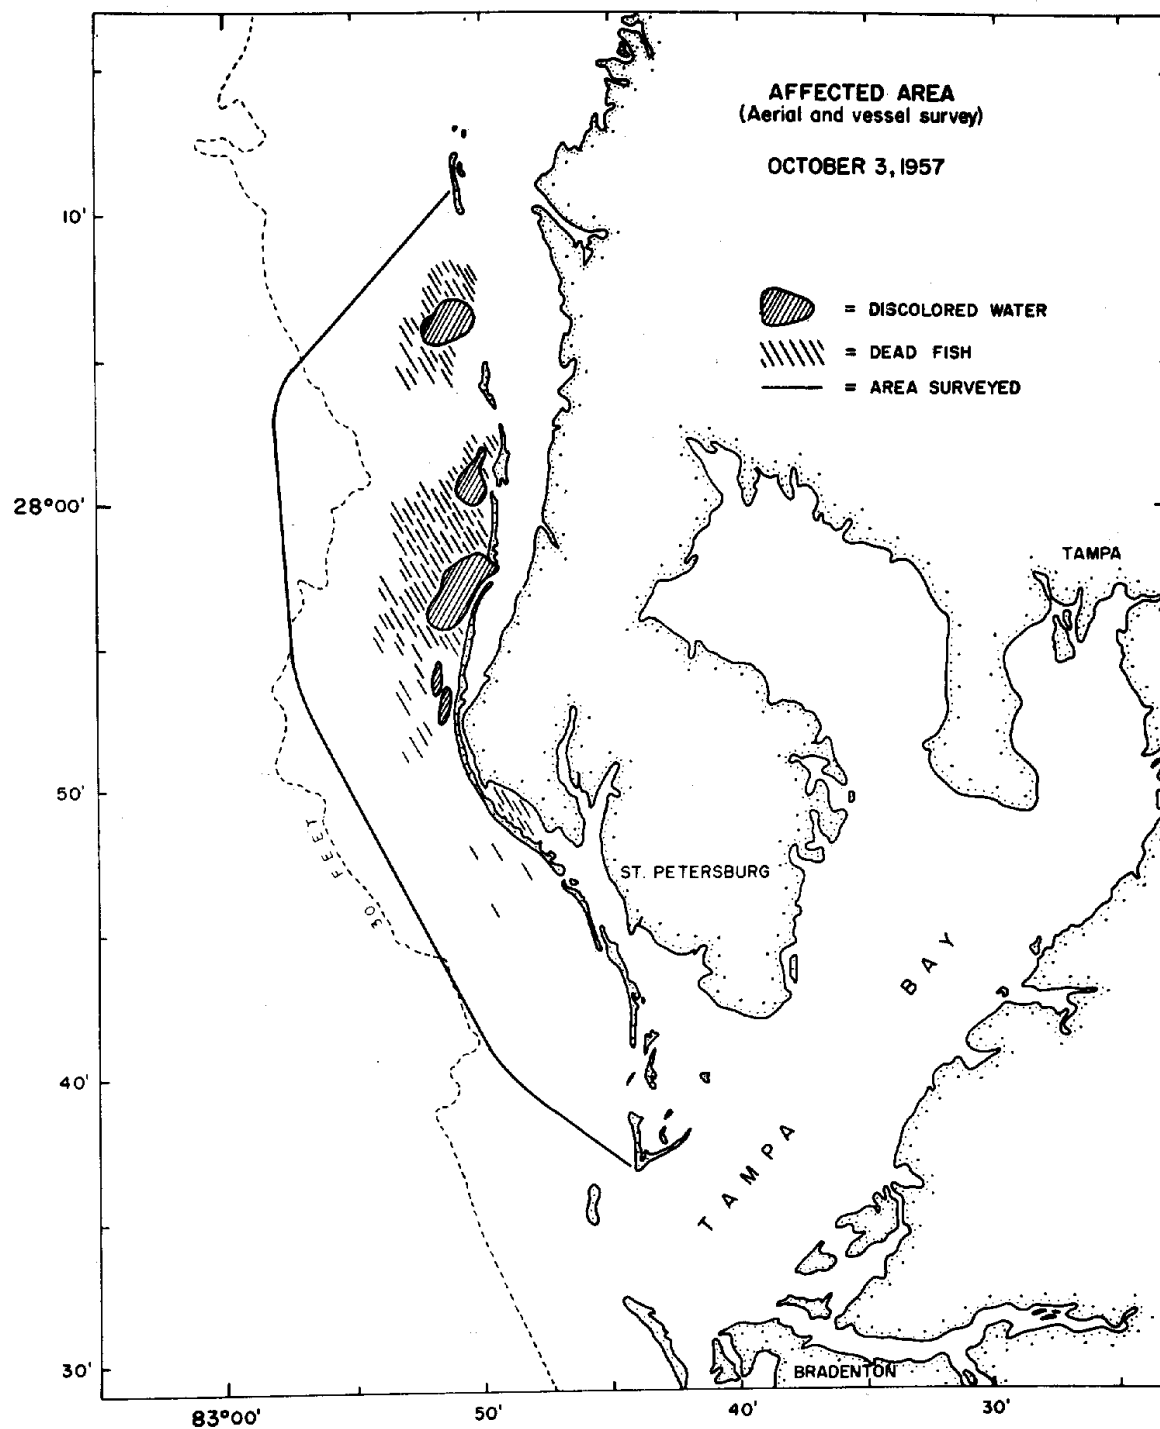 AFFECTED AREA
(Aerial and vessel survey)
OCTOBER 3, 1957
10'
= DISCOLORED WATER
= DEAD FISH
= AREA SURVEYED
28°00'
TAMPA
50'
30 FEET
ST. PETERSBURG
TAMPA BAY
40'
30'
BRADENTON
83°00'
50'
40'
30'